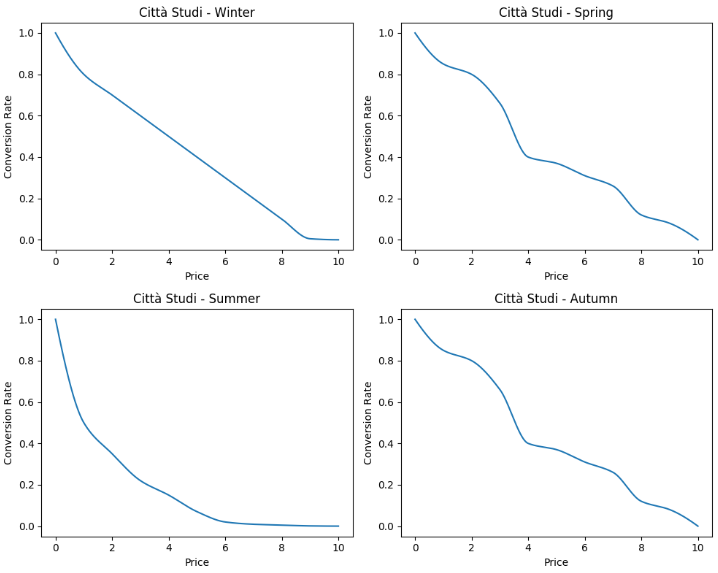 Città Studi - Winter
Conversion Rate
1.0
0.8
0.6
0.4
0.2
0.0
0 2 4 6 8 10
Price
Città Studi - Spring
Conversion Rate
1.0
0.8
0.6
0.4
0.2
0.0
0 2 4 6 8 10
Price
Città Studi - Summer
Conversion Rate
1.0
0.8
0.6
0.4
0.2
0.0
0 2 4 6 8 10
Price
Città Studi - Autumn
Conversion Rate
1.0
0.8
0.6
0.4
0.2
0.0
0 2 4 6 8 10
Price